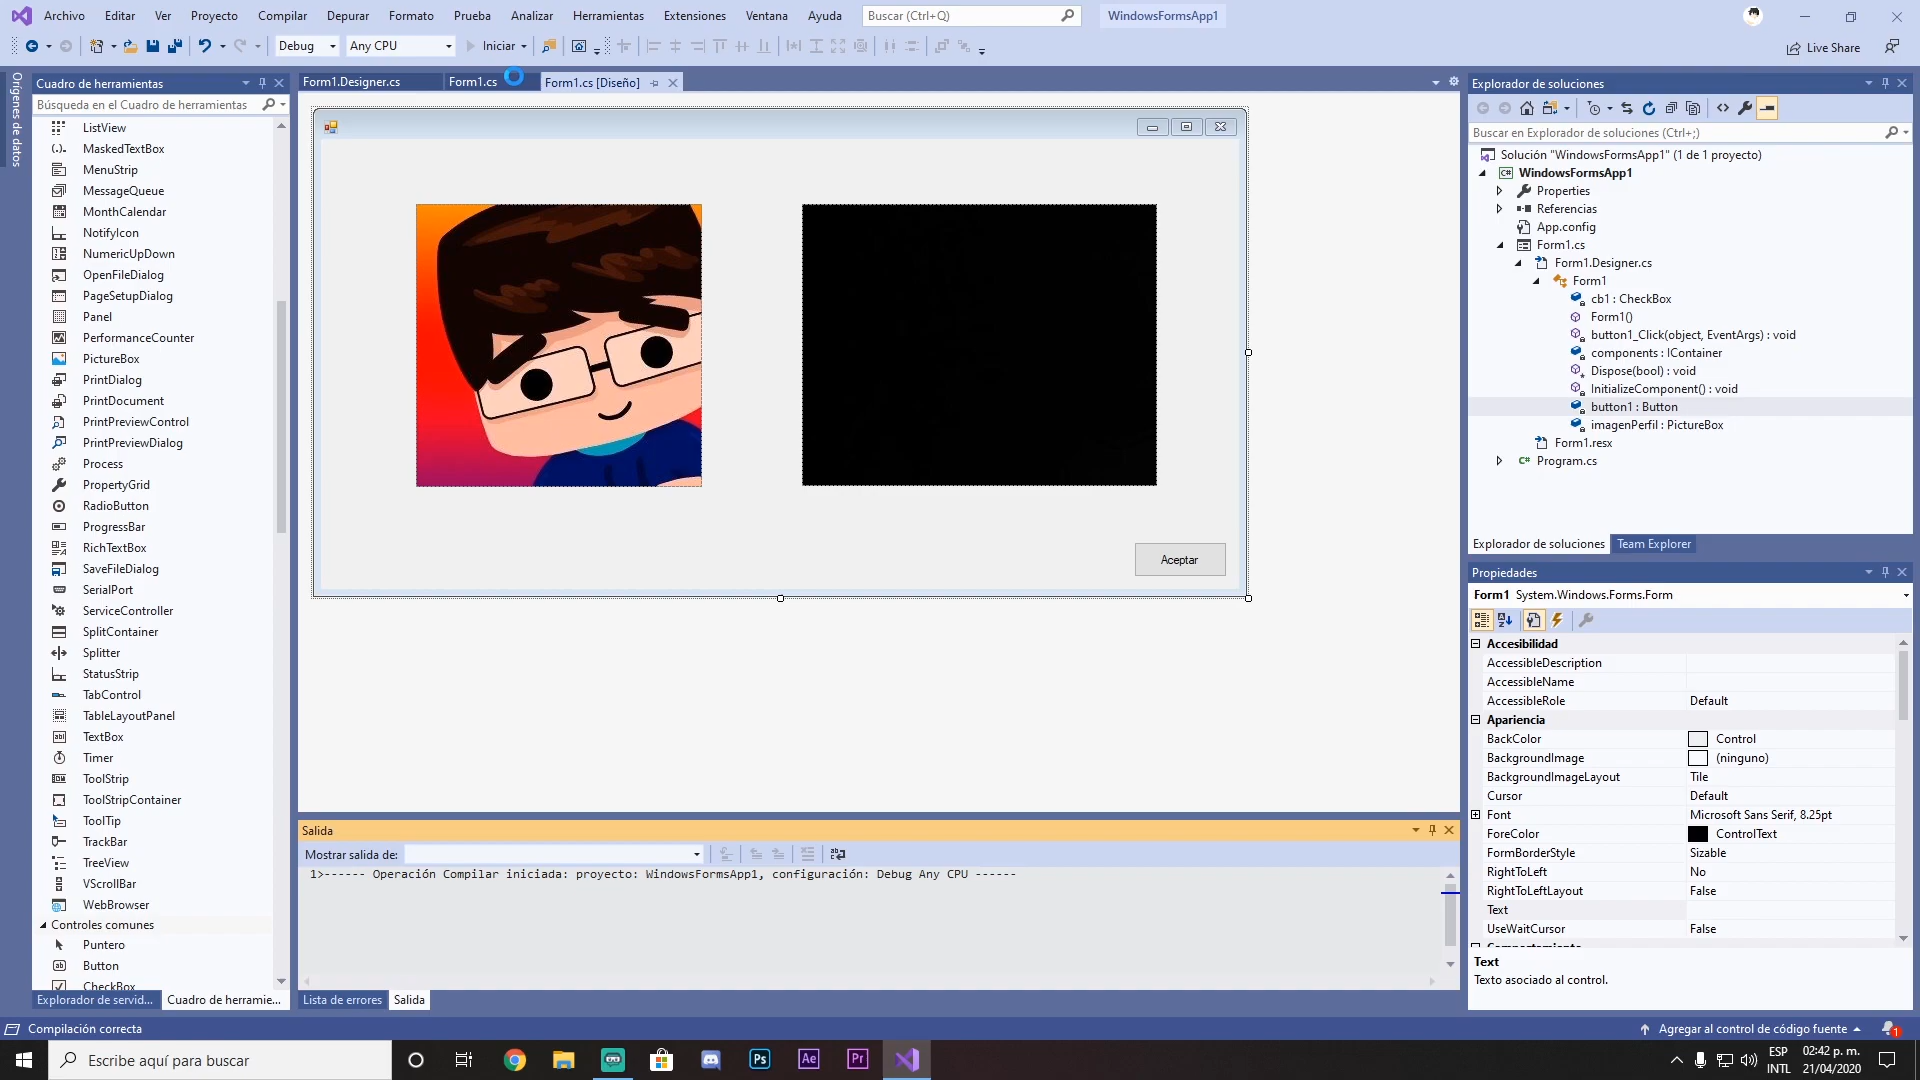 Archivo Editar Ver Proyecto Compilar Depurar Formato Prueba Analizar Herramientas Extensiones Ventana Ayuda Buscar (Ctrl+Q) WindowsFormsApp1
Debug Any CPU Iniciar Live Share
Orígenes de datos
Cuadro de herramientas
Búsqueda en el Cuadro de herramientas
ListView
MaskedTextBox
MenuStrip
MessageQueue
MonthCalendar
NotifyIcon
NumericUpDown
OpenFileDialog
PageSetupDialog
Panel
PerformanceCounter
PictureBox
PrintDialog
PrintDocument
PrintPreviewControl
PrintPreviewDialog
Process
PropertyGrid
RadioButton
ProgressBar
RichTextBox
SaveFileDialog
SerialPort
ServiceController
SplitContainer
Splitter
StatusStrip
TabControl
TableLayoutPanel
TextBox
Timer
ToolStrip
ToolStripContainer
ToolTip
TrackBar
TreeView
VScrollBar
WebBrowser
Controles comunes
Puntero
Button
CheckBox
Explorador de servid... Cuadro de herramie...
Form1.Designer.cs Form1.cs Form1.cs [Diseño]
Aceptar
Salida
Mostrar salida de:
1>------ Operación Compilar iniciada: proyecto: WindowsFormsApp1, configuración: Debug Any CPU ------
Lista de errores Salida
Explorador de soluciones
Buscar en Explorador de soluciones (Ctrl+;)
Solución "WindowsFormsApp1" (1 de 1 proyecto)
WindowsFormsApp1
Properties
Referencias
App.config
Form1.cs
Form1.Designer.cs
Form1
cb1 : CheckBox
Form1()
button1_Click(object, EventArgs) : void
components : IContainer
Dispose(bool) : void
InitializeComponent() : void
button1 : Button
imagenPerfil : PictureBox
Form1.resx
Program.cs
Explorador de soluciones Team Explorer
Propiedades
Form1 System.Windows.Forms.Form
Accesibilidad
AccessibleDescription
AccessibleName
AccessibleRole Default
Apariencia
BackColor Control
BackgroundImage (ninguno)
BackgroundImageLayout Tile
Cursor Default
Font Microsoft Sans Serif, 8.25pt
ForeColor ControlText
FormBorderStyle Sizable
RightToLeft No
RightToLeftLayout False
Text
UseWaitCursor False
Comportamiento
Text
Texto asociado al control.
Compilación correcta Agregar al control de código fuente 1
Escribe aquí para buscar Ps Ae Pr ESP 02:42 p. m.
INTL 21/04/2020